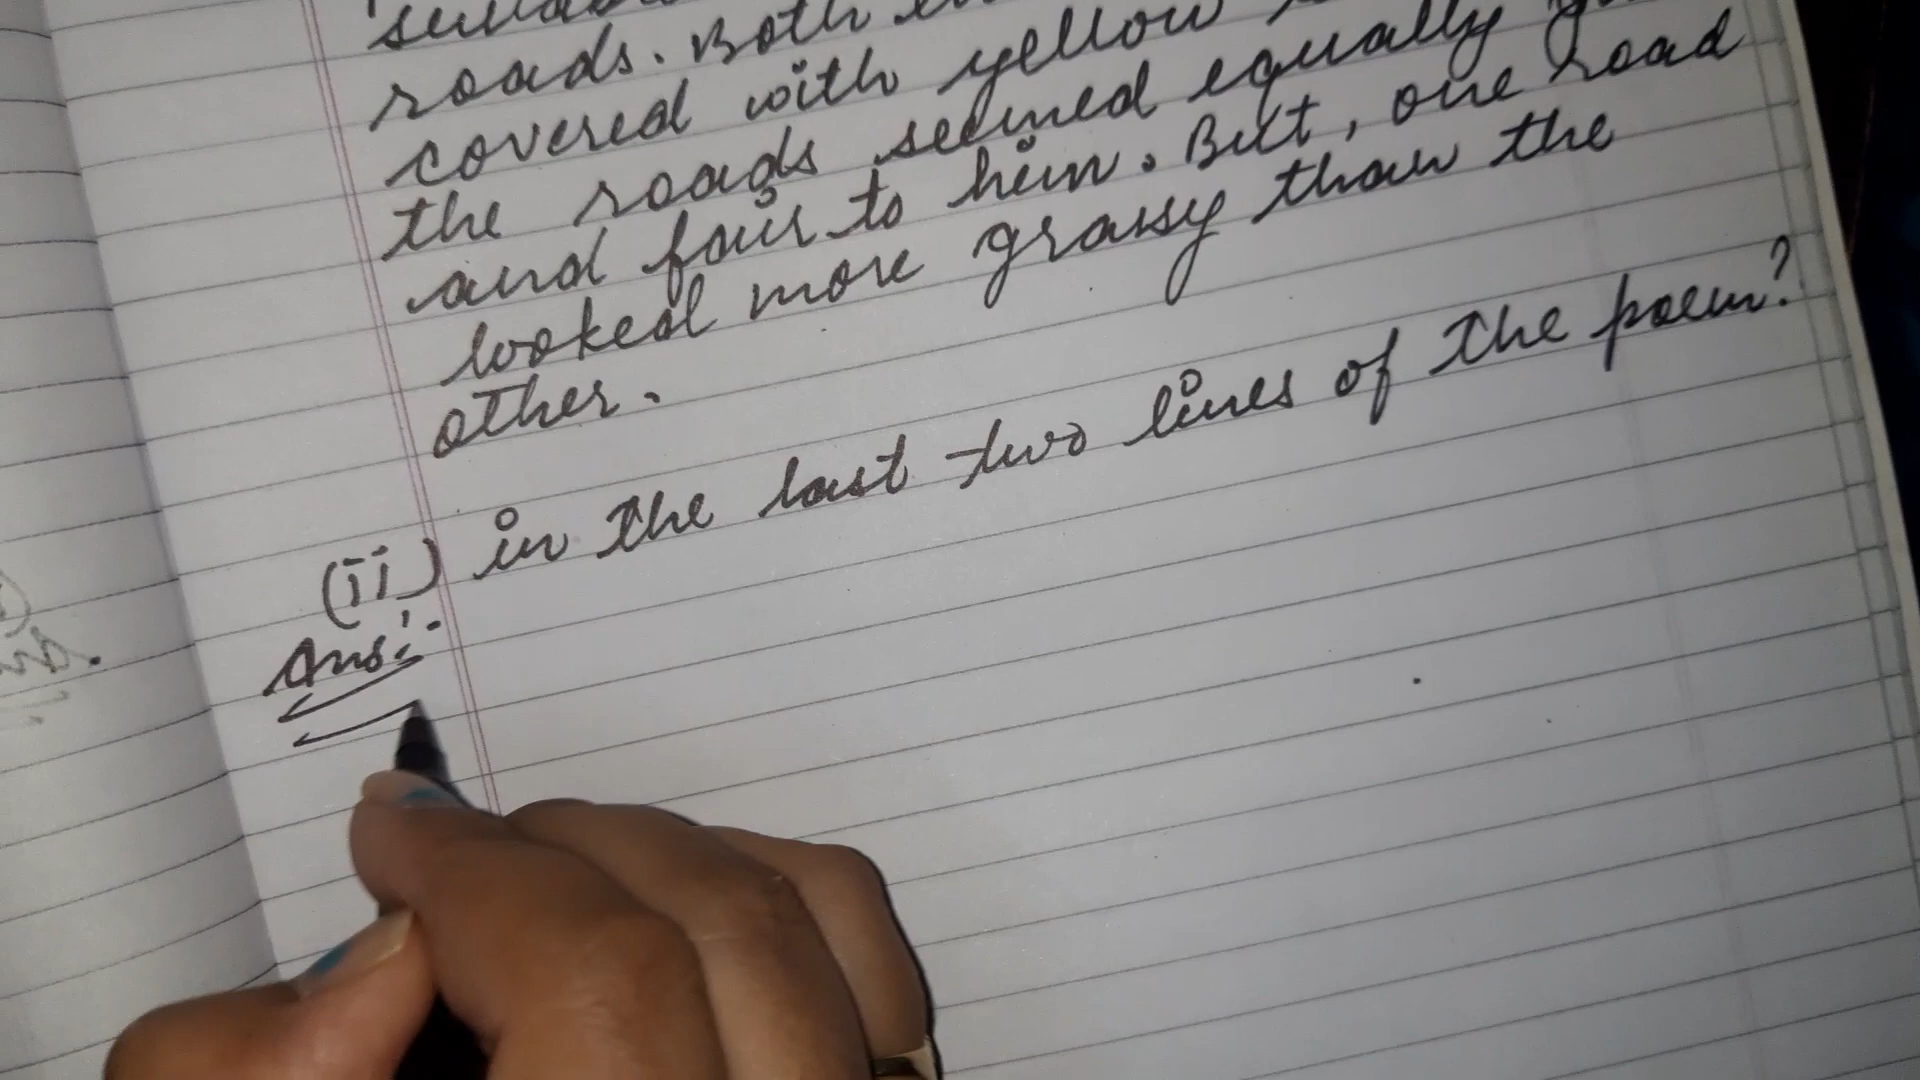 roads. Both
covered with yellow
the roads seemed equally
and fair to him. But, one road
looked more grassy than the
other.
(ii) in the last two lines of the poem?
Ans:-